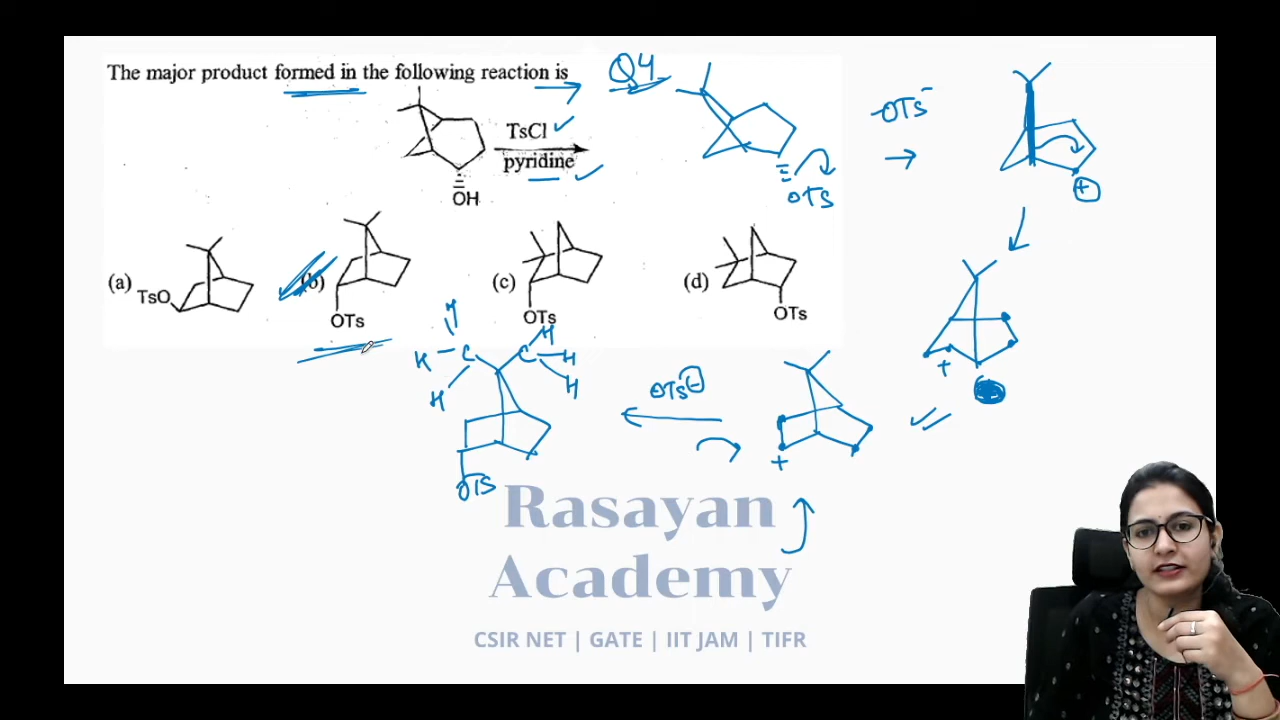 The major product formed in the following reaction is
Q4
TsCl
pyridine
OH
OTs
-OTs⁻
+
(a) TsO
(b) OTs
(c) OTs
(d) OTs
+
H
H C C H
H H
H
OTs⊖
+
OTs
Rasayan
Academy
CSIR NET | GATE | IIT JAM | TIFR